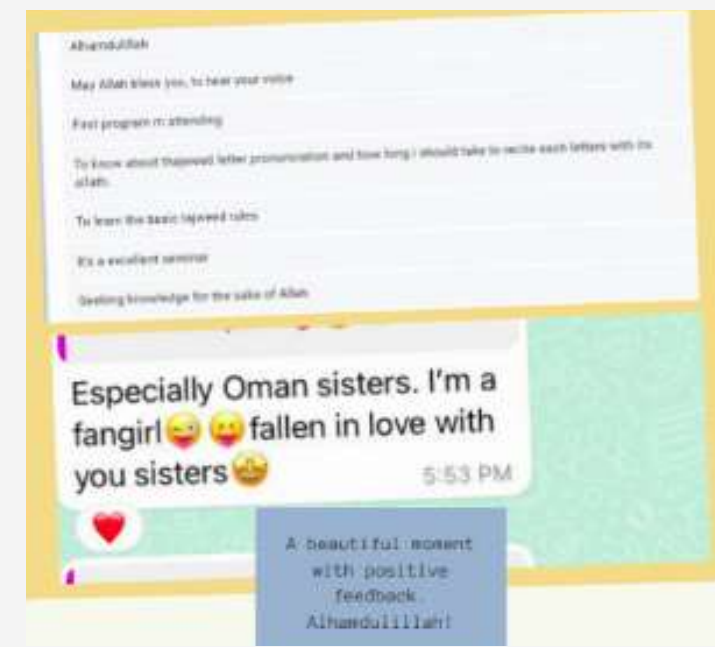 Alhamdulillah
May Allah bless you, to hear your voice
First program m attending
To know about thajweed letter pronunciation and how long i should take to recite each letters with its
To learn the basic tajweed rules
It's a excellent seminar
Seeking knowledge for the sake of Allah
Especially Oman sisters. I'm a
fangirl😜😛fallen in love with
you sisters🤩
5:53 PM
A beautiful moment
with positive
feedback.
Alhamdulillah!